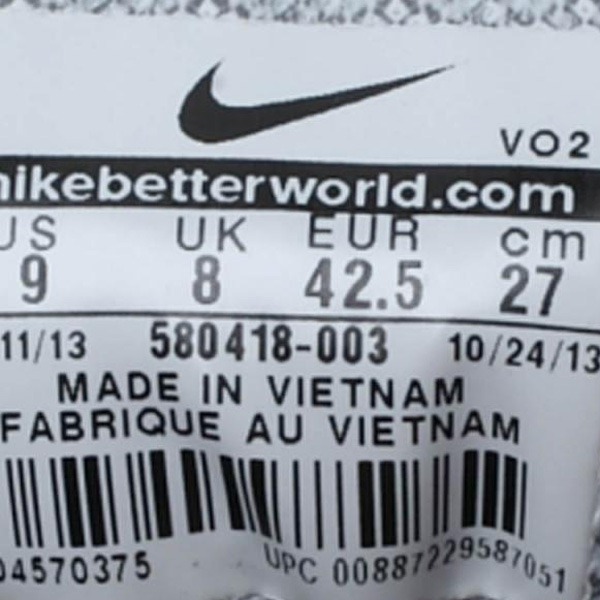 VO2
nikebetterworld.com
US UK EUR cm
9 8 42.5 27
11/13 580418-003 10/24/13
MADE IN VIETNAM
FABRIQUE AU VIETNAM
04570375 UPC 00887229587051